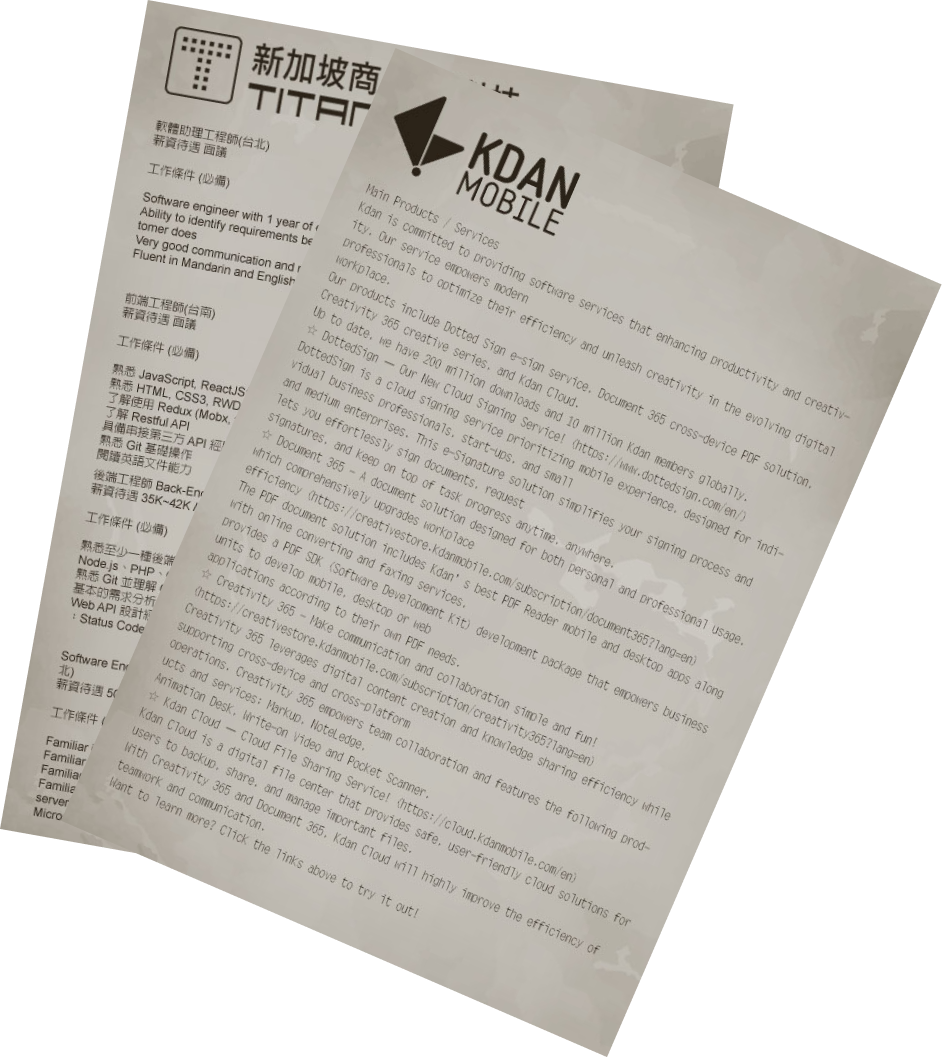 新加坡商
TITAN
軟體助理工程師(台北)
薪資待遇 面議
工作條件 (必備)
Software engineer with 1 year of
Ability to identify requirements be
tomer does
Very good communication and
Fluent in Mandarin and English
前端工程師(台南)
薪資待遇 面議
工作條件 (必備)
熟悉 JavaScript, ReactJS
熟悉 HTML, CSS3, RWD
了解使用 Redux (Mobx,
了解 Restful API
具備串接第三方 API 經
熟悉 Git 基礎操作
閱讀英語文件能力
後端工程師 Back-En
薪資待遇 35K~42K /
工作條件 (必備)
熟悉至少一種後端
Node.js、PHP、
熟悉 Git 並理解
基本的需求分析
Web API 設計經
: Status Code
Software En
北)
薪資待遇 50
工作條件 (
Familiar
Familiar
Familia
Familia
server
Micro
KDAN
MOBILE
Main Products / Services
Kdan is committed to providing software services that enhancing productivity and creativ-
ity. Our service empowers modern
professionals to optimize their efficiency and unleash creativity in the evolving digital
workplace.
Our products include Dotted Sign e-sign service, Document 365 cross-device PDF solution,
Creativity 365 creative series, and Kdan Cloud.
Up to date, we have 200 million downloads and 10 million Kdan members globally.
☆ DottedSign — Our New Cloud Signing Service! (https://www.dottedsign.com/en/)
DottedSign is a cloud signing service prioritizing mobile experience, designed for indi-
vidual business professionals, start-ups, and small
and medium enterprises. This e-Signature solution simplifies your signing process and
lets you effortlessly sign documents, request
signatures, and keep on top of task progress anytime, anywhere.
☆ Document 365 - A document solution designed for both personal and professional usage,
which comprehensively upgrades workplace
efficiency (https://creativestore.kdanmobile.com/subscription/document365?lang=en)
The PDF document solution includes Kdan's best PDF Reader mobile and desktop apps along
with online converting and faxing services.
provides a PDF SDK (Software Development Kit) development package that empowers business
units to develop mobile, desktop or web
applications according to their own PDF needs.
☆ Creativity 365 - Make communication and collaboration simple and fun!
(https://creativestore.kdanmobile.com/subscription/creativity365?lang=en)
Creativity 365 leverages digital content creation and knowledge sharing efficiency while
supporting cross-device and cross-platform
operations. Creativity 365 empowers team collaboration and features the following prod-
ucts and services: Markup, NoteLedge,
Animation Desk, Write-on Video and Pocket Scanner.
☆ Kdan Cloud — Cloud File Sharing Service! (https://cloud.kdanmobile.com/en)
Kdan Cloud is a digital file center that provides safe, user-friendly cloud solutions for
users to backup, share, and manage important files.
With Creativity 365 and Document 365, Kdan Cloud will highly improve the efficiency of
teamwork and communication.
Want to learn more? Click the links above to try it out!